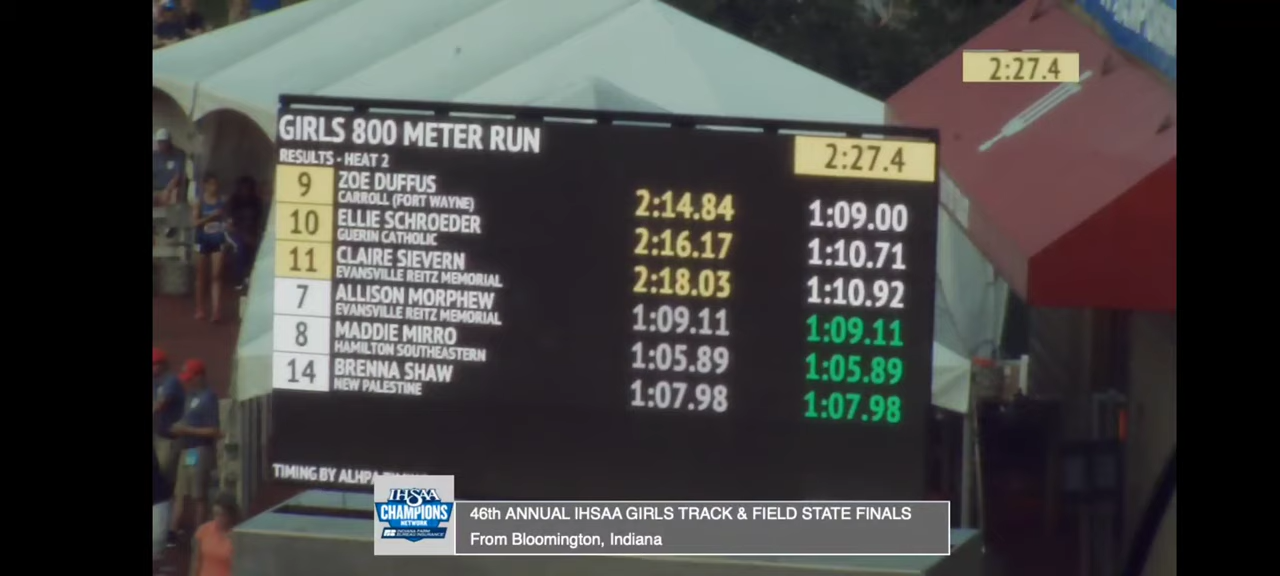 2:27.4
GIRLS 800 METER RUN
RESULTS - HEAT 2
2:27.4
9 ZOE DUFFUS 2:14.84 1:09.00
CARROLL (FORT WAYNE)
10 ELLIE SCHROEDER 2:16.17 1:10.71
GUERIN CATHOLIC
11 CLAIRE SIEVERN 2:18.03 1:10.92
EVANSVILLE REITZ MEMORIAL
7 ALLISON MORPHEW 1:09.11 1:09.11
EVANSVILLE REITZ MEMORIAL
8 MADDIE MIRRO 1:05.89 1:05.89
HAMILTON SOUTHEASTERN
14 BRENNA SHAW 1:07.98 1:07.98
NEW PALESTINE
TIMING BY ALHPA
IHSAA
CHAMPIONS
NETWORK
INDIANA FARM
BUREAU INSURANCE
46th ANNUAL IHSAA GIRLS TRACK & FIELD STATE FINALS
From Bloomington, Indiana